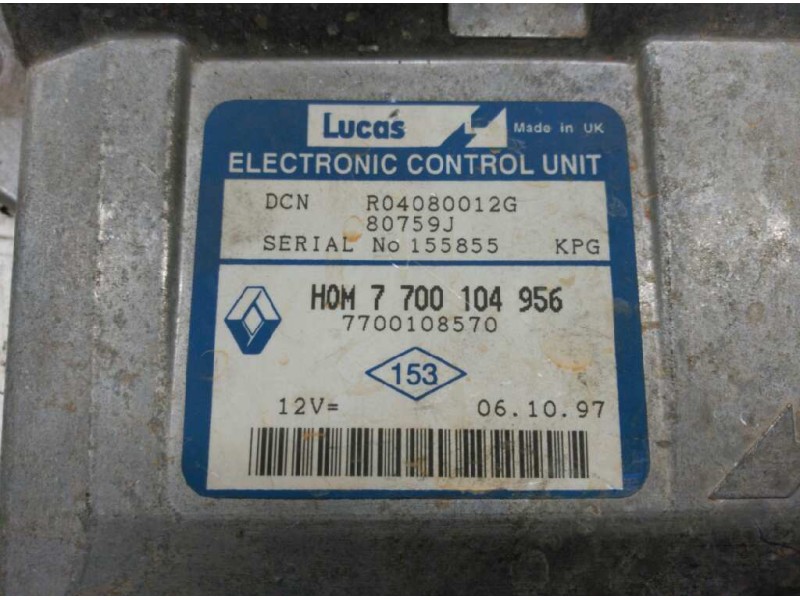 Lucas Made in UK
ELECTRONIC CONTROL UNIT
DCN R04080012G
80759J
SERIAL No 155855 KPG
HOM 7 700 104 956
7700108570
153
12V= 06.10.97